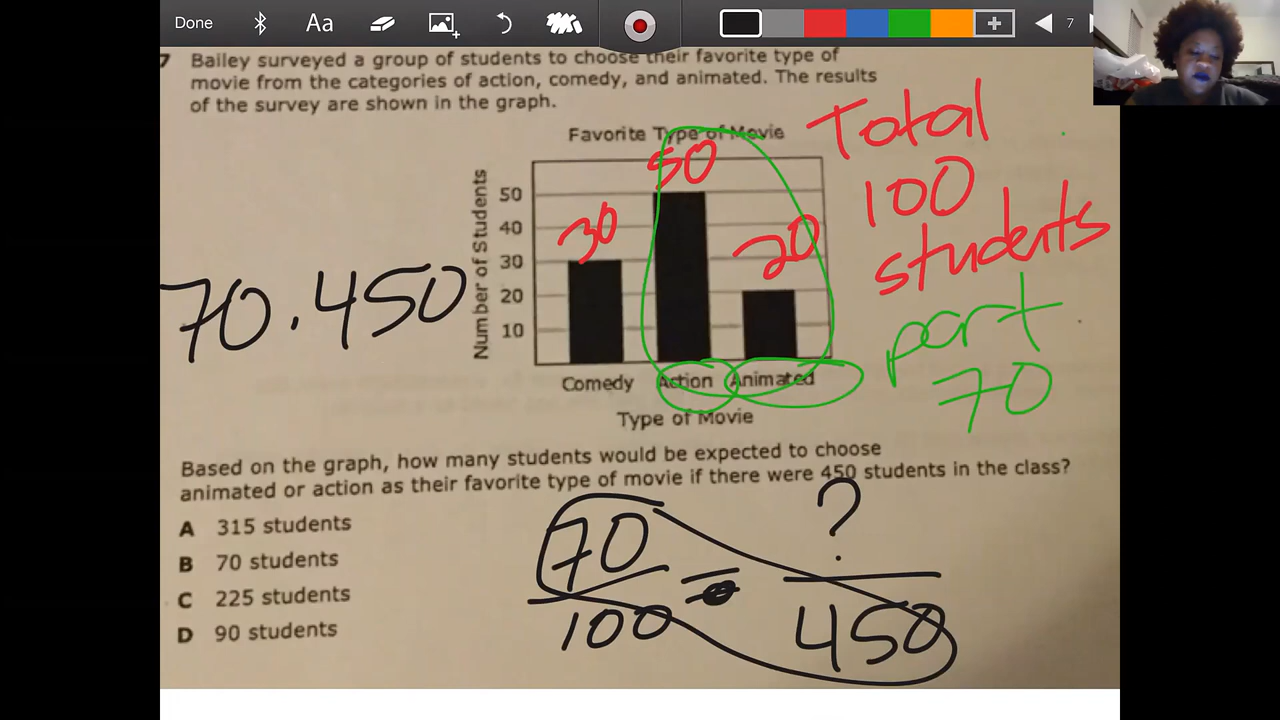 Done
Aa
7
7 Bailey surveyed a group of students to choose their favorite type of
movie from the categories of action, comedy, and animated. The results
of the survey are shown in the graph.
Total
100
students
part
70
Favorite Type of Movie
Number of Students
50
40
30
20
10
30
50
20
Comedy Action Animated
Type of Movie
70.450
Based on the graph, how many students would be expected to choose
animated or action as their favorite type of movie if there were 450 students in the class?
A 315 students
B 70 students
C 225 students
D 90 students
70 = ?
100 450